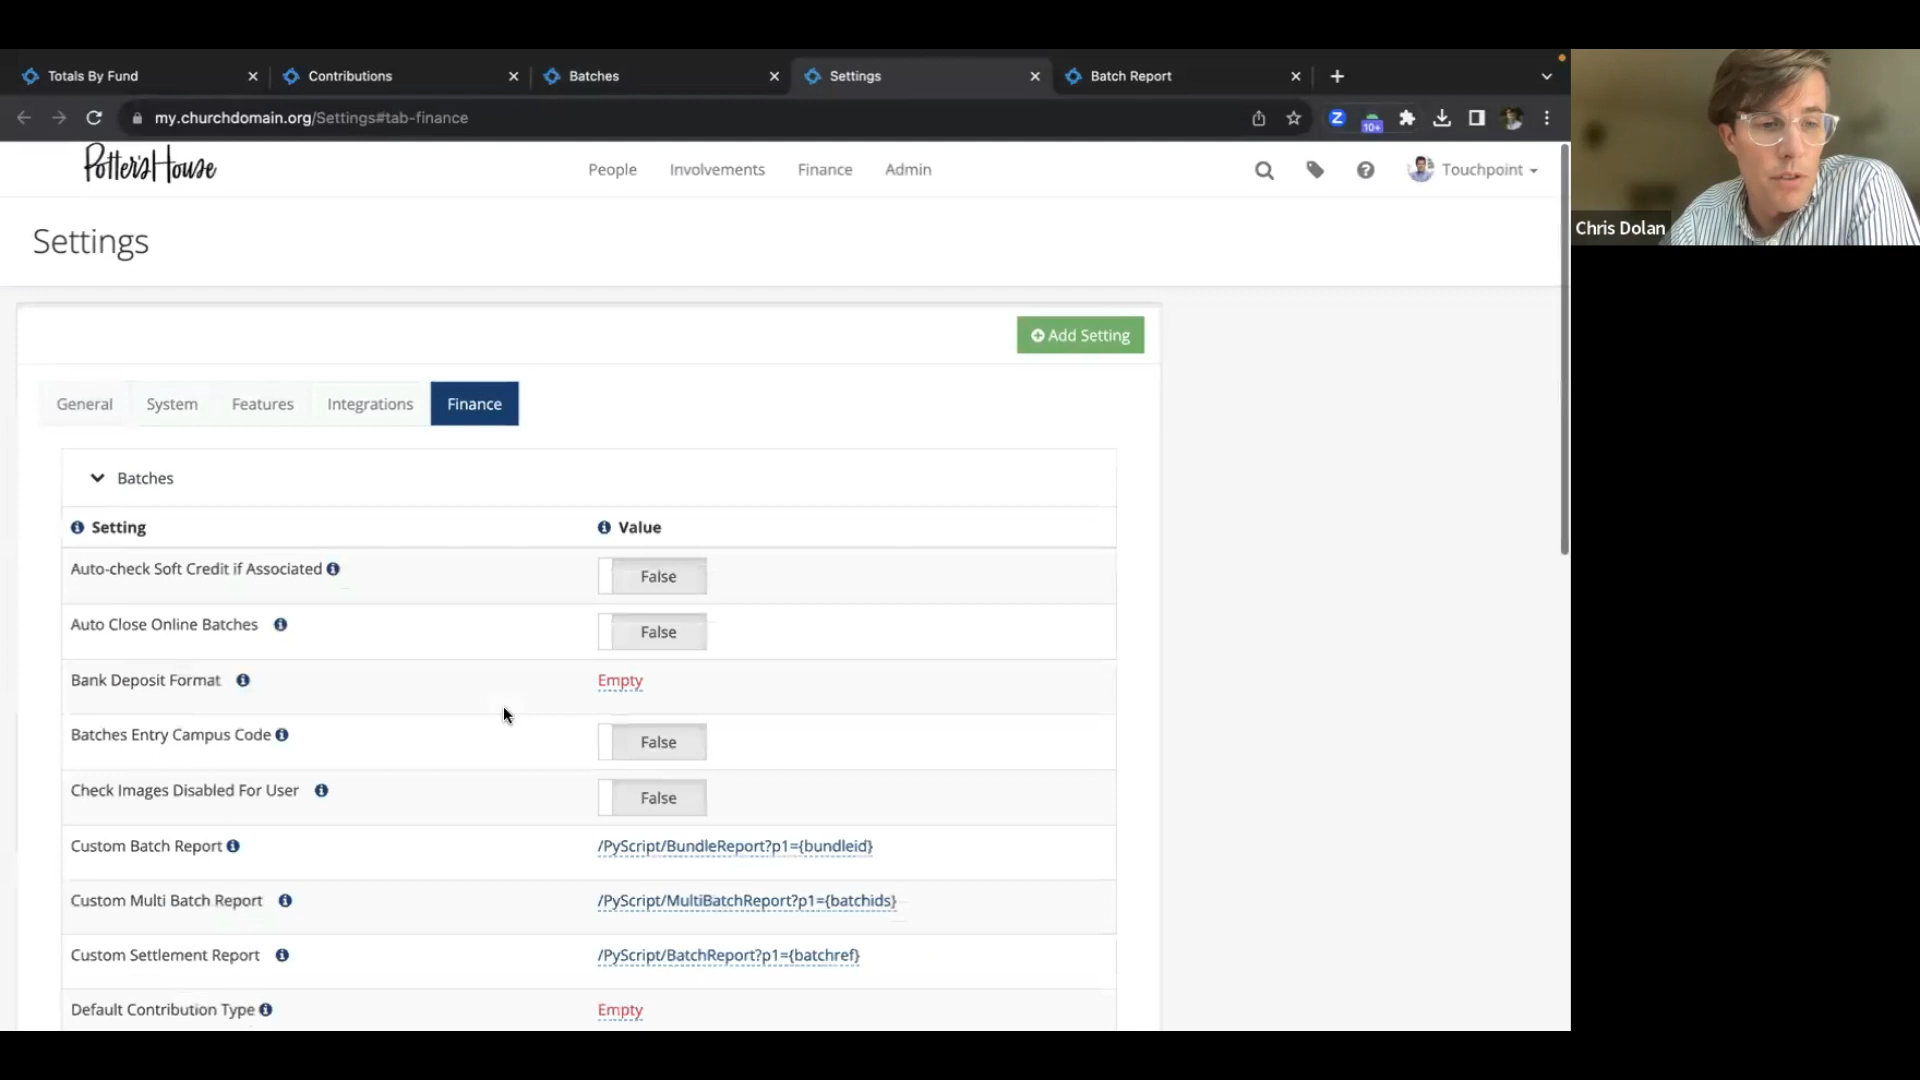 Totals By Fund
Contributions
Batches
Settings
Batch Report
my.churchdomain.org/Settings#tab-finance
Z
10+
Potter's House
People
Involvements
Finance
Admin
Touchpoint
Chris Dolan
Settings
Add Setting
General
System
Features
Integrations
Finance
Batches
Setting
Value
Auto-check Soft Credit if Associated
False
Auto Close Online Batches
False
Bank Deposit Format
Empty
Batches Entry Campus Code
False
Check Images Disabled For User
False
Custom Batch Report
/PyScript/BundleReport?p1={bundleid}
Custom Multi Batch Report
/PyScript/MultiBatchReport?p1={batchids}
Custom Settlement Report
/PyScript/BatchReport?p1={batchref}
Default Contribution Type
Empty